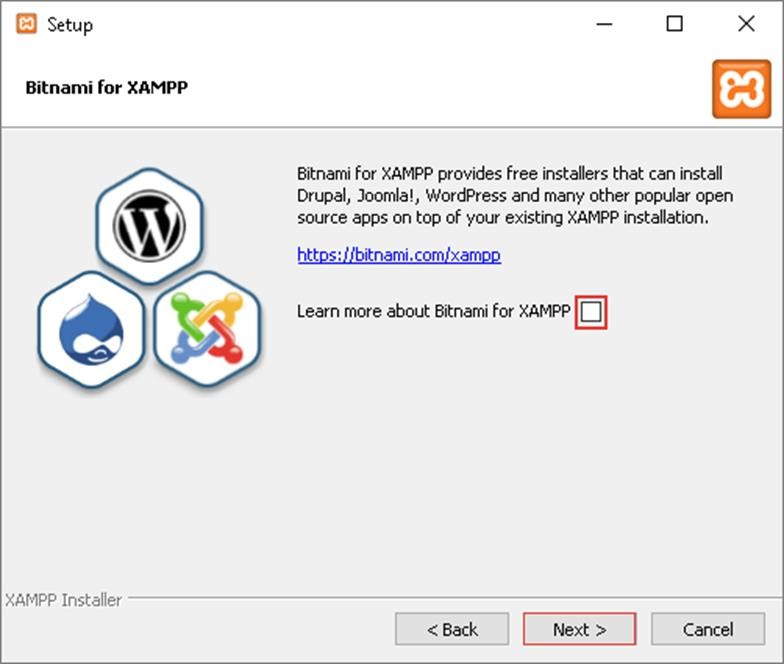 Setup
Bitnami for XAMPP
Bitnami for XAMPP provides free installers that can install
Drupal, Joomla!, WordPress and many other popular open
source apps on top of your existing XAMPP installation.
https://bitnami.com/xampp
Learn more about Bitnami for XAMPP
XAMPP Installer
< Back
Next >
Cancel